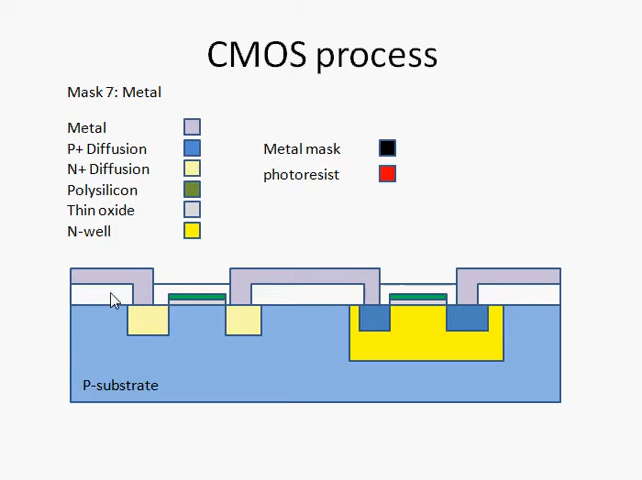 CMOS process
Mask 7: Metal
Metal
P+ Diffusion
N+ Diffusion
Polysilicon
Thin oxide
N-well
Metal mask
photoresist
P-substrate